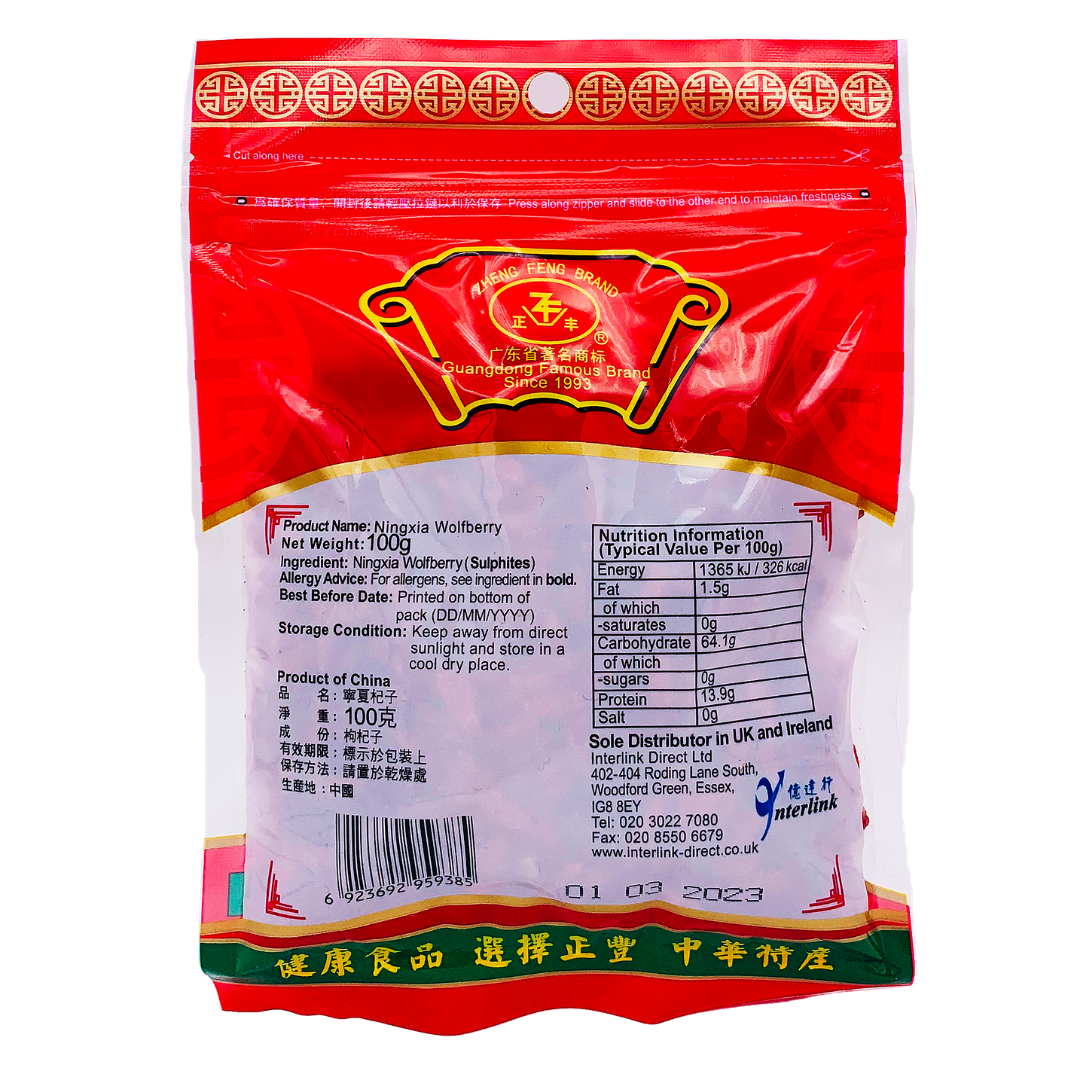 Cut along here
爲確保質量，開封後請輕壓拉鏈以利於保存 Press along zipper and slide to the other end to maintain freshness
ZHENG FENG BRAND
正 丰
®
广东省著名商标
Guangdong Famous Brand
Since 1993
Product Name: Ningxia Wolfberry
Net Weight: 100g
Ingredient: Ningxia Wolfberry (Sulphites)
Allergy Advice: For allergens, see ingredient in bold.
Best Before Date: Printed on bottom of
pack (DD/MM/YYYY)
Storage Condition: Keep away from direct
sunlight and store in a
cool dry place.
Product of China
品 名：寧夏杞子
淨 重：100克
成 份：枸杞子
有效期限：標示於包裝上
保存方法：請置於乾燥處
生產地：中國
6 923692 959385
Nutrition Information
(Typical Value Per 100g)
Energy 1365 kJ / 326 kcal
Fat 1.5g
of which
-saturates 0g
Carbohydrate 64.1g
of which
-sugars 0g
Protein 13.9g
Salt 0g
Sole Distributor in UK and Ireland
Interlink Direct Ltd
402-404 Roding Lane South,
Woodford Green, Essex,
IG8 8EY
Tel: 020 3022 7080
Fax: 020 8550 6679
www.interlink-direct.co.uk
億達行
Interlink
01 03 2023
健康食品 選擇正豐 中華特産